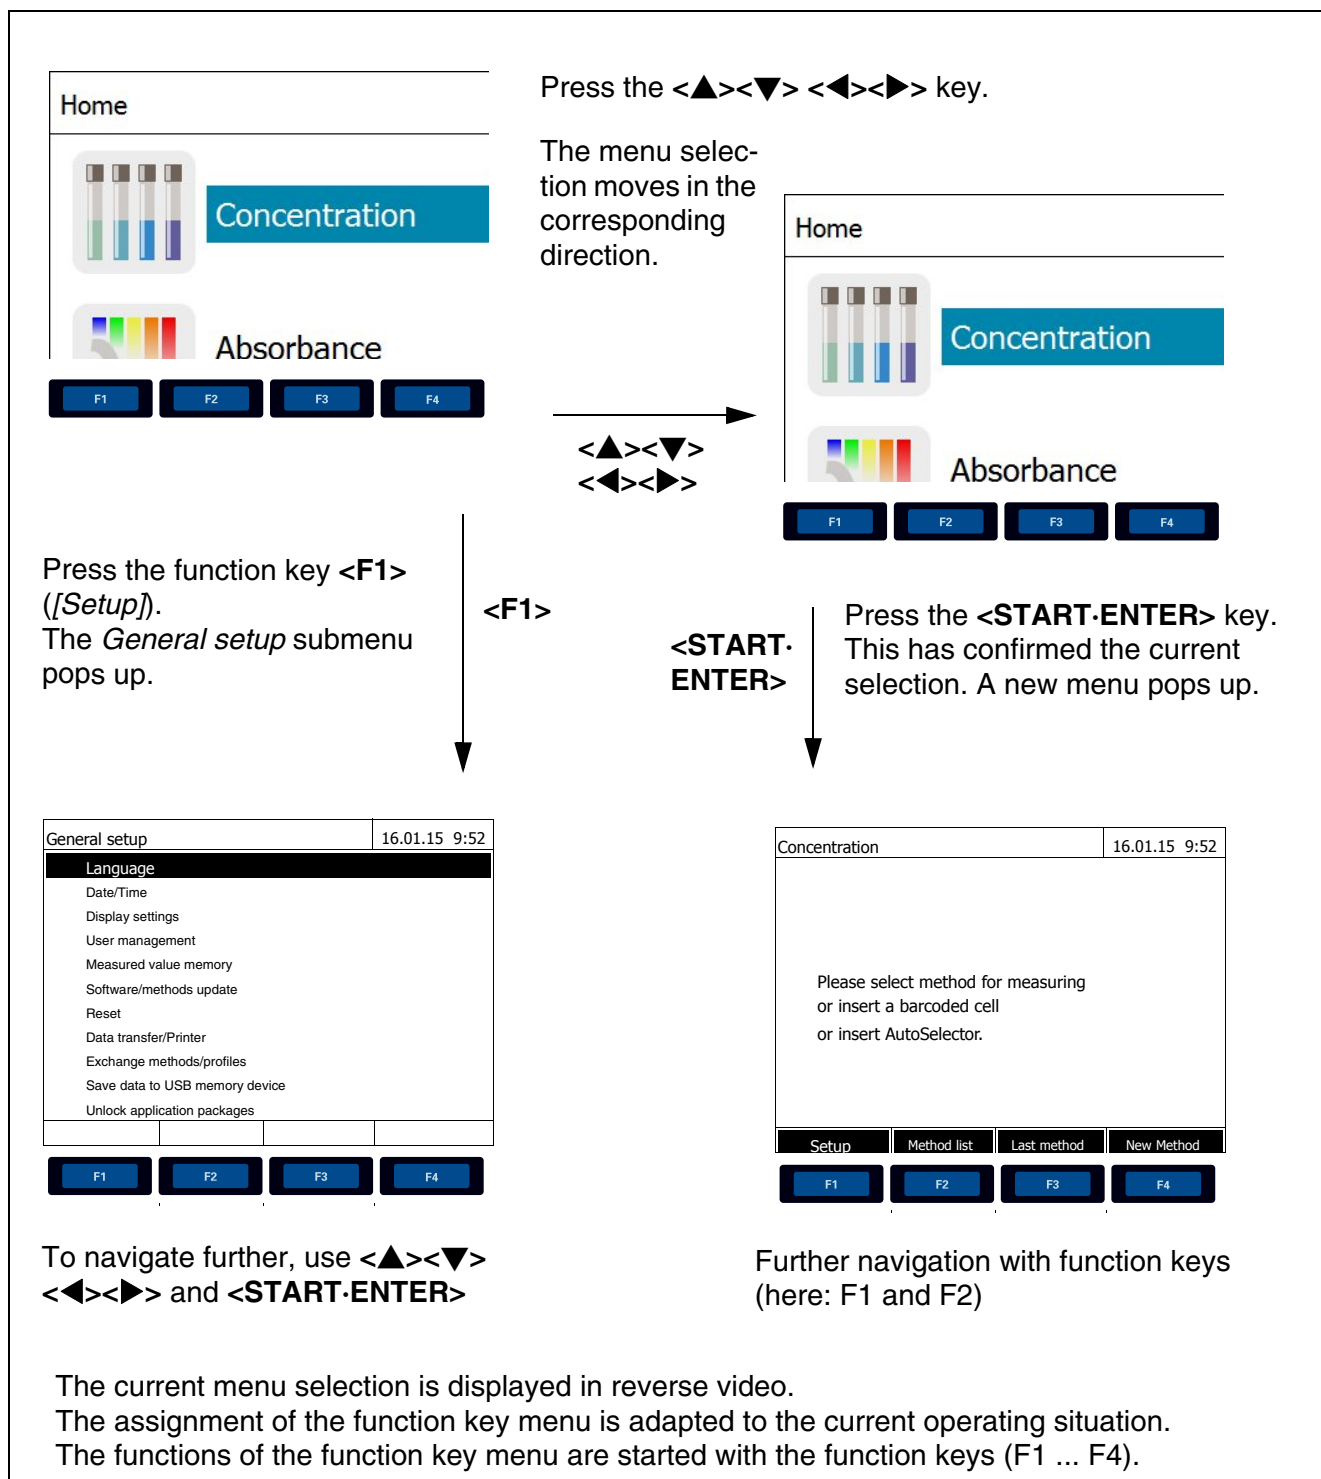 Home
Concentration
Absorbance
F1 F2 F3 F4
Press the <▲><▼> <◀><▶> key.
The menu selec-
tion moves in the
corresponding
direction.
<▲><▼>
<◀><▶>
Home
Concentration
Absorbance
F1 F2 F3 F4
Press the function key <F1>
([Setup]).
The General setup submenu
pops up.
<F1>
<START·
ENTER>
Press the <START·ENTER> key.
This has confirmed the current
selection. A new menu pops up.
General setup 16.01.15 9:52
Language
Date/Time
Display settings
User management
Measured value memory
Software/methods update
Reset
Data transfer/Printer
Exchange methods/profiles
Save data to USB memory device
Unlock application packages
F1 F2 F3 F4
To navigate further, use <▲><▼>
<◀><▶> and <START·ENTER>
Concentration 16.01.15 9:52
Please select method for measuring
or insert a barcoded cell
or insert AutoSelector.
Setup Method list Last method New Method
F1 F2 F3 F4
Further navigation with function keys
(here: F1 and F2)
The current menu selection is displayed in reverse video.
The assignment of the function key menu is adapted to the current operating situation.
The functions of the function key menu are started with the function keys (F1 ... F4).